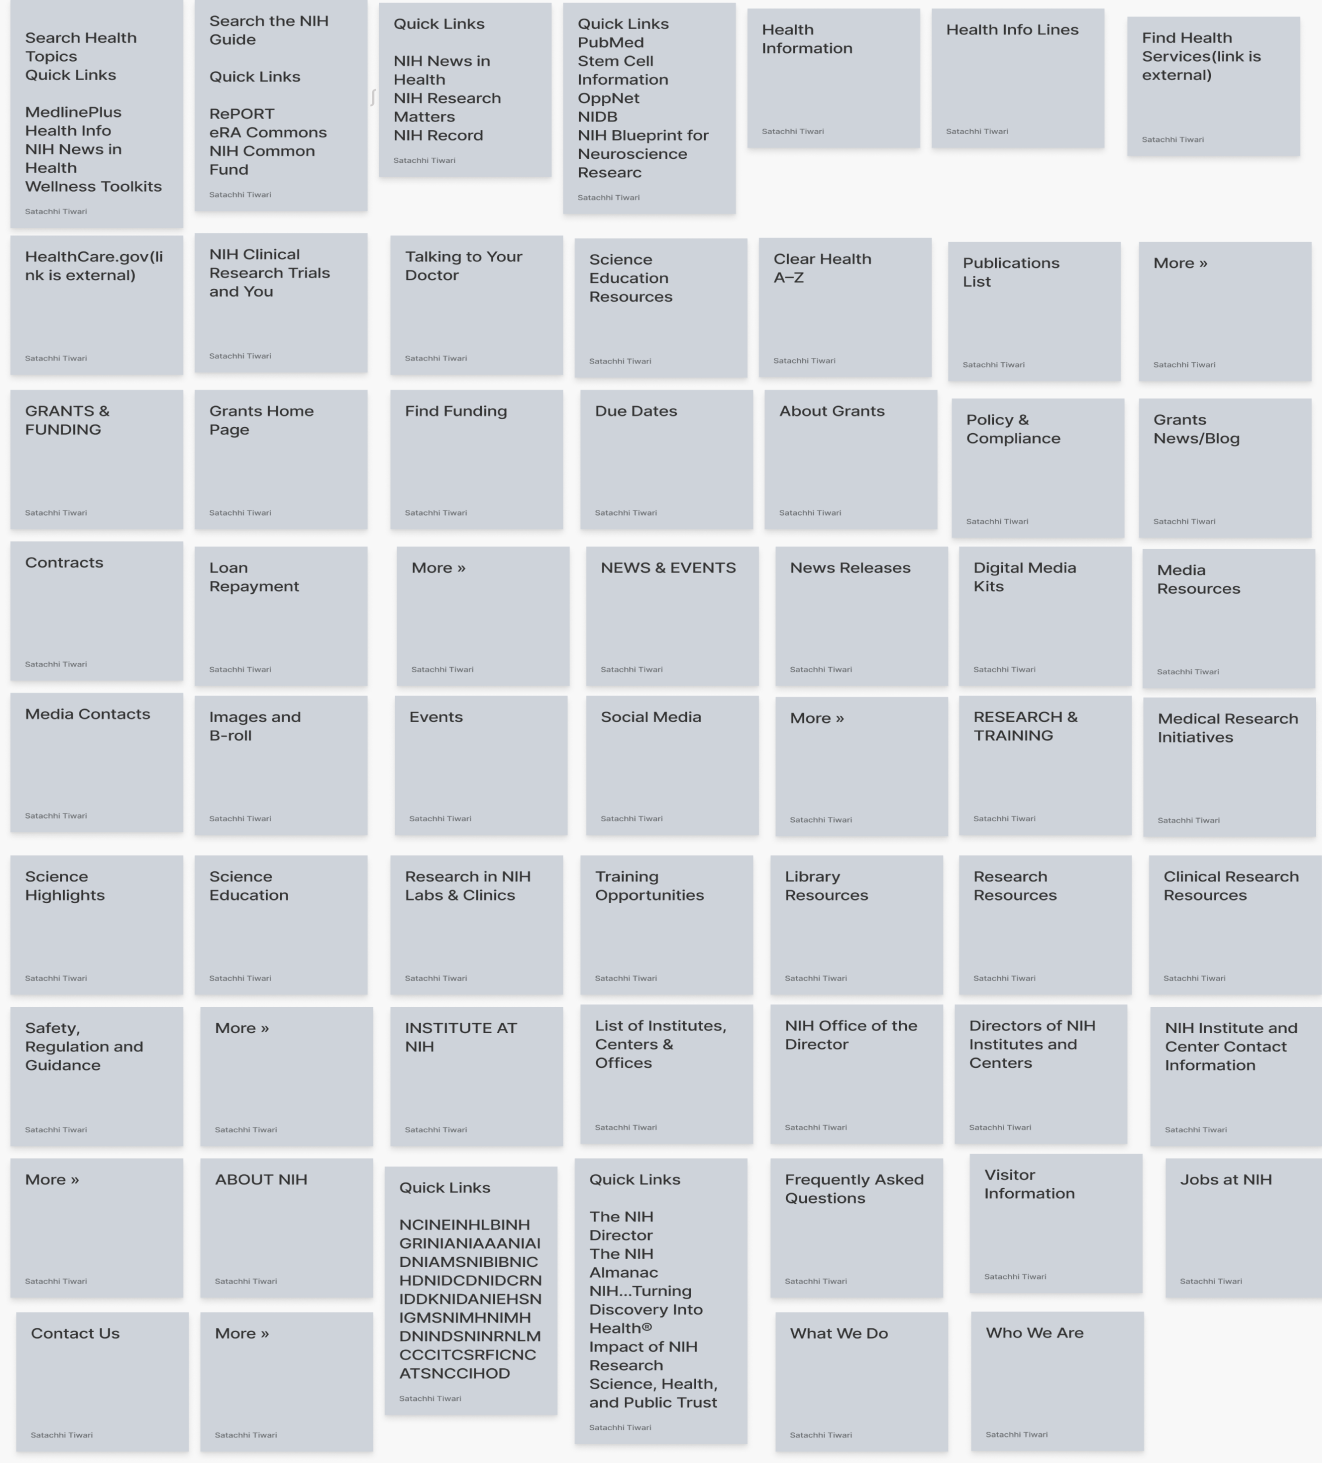 Search Health
Topics
Quick Links
MedlinePlus
Health Info
NIH News in
Health
Wellness Toolkits
Satachhi Tiwari
Search the NIH
Guide
Quick Links
RePORT
eRA Commons
NIH Common
Fund
Satachhi Tiwari
Quick Links
NIH News in
Health
NIH Research
Matters
NIH Record
Satachhi Tiwari
Quick Links
PubMed
Stem Cell
Information
OppNet
NIDB
NIH Blueprint for
Neuroscience
Researc
Satachhi Tiwari
Health
Information
Satachhi Tiwari
Health Info Lines
Satachhi Tiwari
Find Health
Services(link is
external)
Satachhi Tiwari
HealthCare.gov(li
nk is external)
Satachhi Tiwari
NIH Clinical
Research Trials
and You
Satachhi Tiwari
Talking to Your
Doctor
Satachhi Tiwari
Science
Education
Resources
Satachhi Tiwari
Clear Health
A–Z
Satachhi Tiwari
Publications
List
Satachhi Tiwari
More »
Satachhi Tiwari
GRANTS &
FUNDING
Satachhi Tiwari
Grants Home
Page
Satachhi Tiwari
Find Funding
Satachhi Tiwari
Due Dates
Satachhi Tiwari
About Grants
Satachhi Tiwari
Policy &
Compliance
Satachhi Tiwari
Grants
News/Blog
Satachhi Tiwari
Contracts
Satachhi Tiwari
Loan
Repayment
Satachhi Tiwari
More »
Satachhi Tiwari
NEWS & EVENTS
Satachhi Tiwari
News Releases
Satachhi Tiwari
Digital Media
Kits
Satachhi Tiwari
Media
Resources
Satachhi Tiwari
Media Contacts
Satachhi Tiwari
Images and
B-roll
Satachhi Tiwari
Events
Satachhi Tiwari
Social Media
Satachhi Tiwari
More »
Satachhi Tiwari
RESEARCH &
TRAINING
Satachhi Tiwari
Medical Research
Initiatives
Satachhi Tiwari
Science
Highlights
Satachhi Tiwari
Science
Education
Satachhi Tiwari
Research in NIH
Labs & Clinics
Satachhi Tiwari
Training
Opportunities
Satachhi Tiwari
Library
Resources
Satachhi Tiwari
Research
Resources
Satachhi Tiwari
Clinical Research
Resources
Satachhi Tiwari
Safety,
Regulation and
Guidance
Satachhi Tiwari
More »
Satachhi Tiwari
INSTITUTE AT
NIH
Satachhi Tiwari
List of Institutes,
Centers &
Offices
Satachhi Tiwari
NIH Office of the
Director
Satachhi Tiwari
Directors of NIH
Institutes and
Centers
Satachhi Tiwari
NIH Institute and
Center Contact
Information
Satachhi Tiwari
More »
Satachhi Tiwari
ABOUT NIH
Satachhi Tiwari
Quick Links
NCINEINHLBINH
GRINIANIAAANIAI
DNIAMSNIBIBNIC
HDNIDCDNIDCRN
IDDKNIDANIEHSN
IGMSNIMHNIMH
DNINDSNINRNLM
CCCITCSRFICNC
ATSNCCIHOD
Satachhi Tiwari
Quick Links
The NIH
Director
The NIH
Almanac
NIH...Turning
Discovery Into
Health®
Impact of NIH
Research
Science, Health,
and Public Trust
Satachhi Tiwari
Frequently Asked
Questions
Satachhi Tiwari
Visitor
Information
Satachhi Tiwari
Jobs at NIH
Satachhi Tiwari
Contact Us
Satachhi Tiwari
More »
Satachhi Tiwari
What We Do
Satachhi Tiwari
Who We Are
Satachhi Tiwari